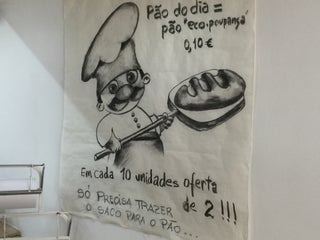 Pão do dia =
pão "eco-poupança"
0,10 €
Em cada 10 unidades oferta
de 2 !!!
SÓ PRECISA TRAZER
O SACO PARA O PÃO...